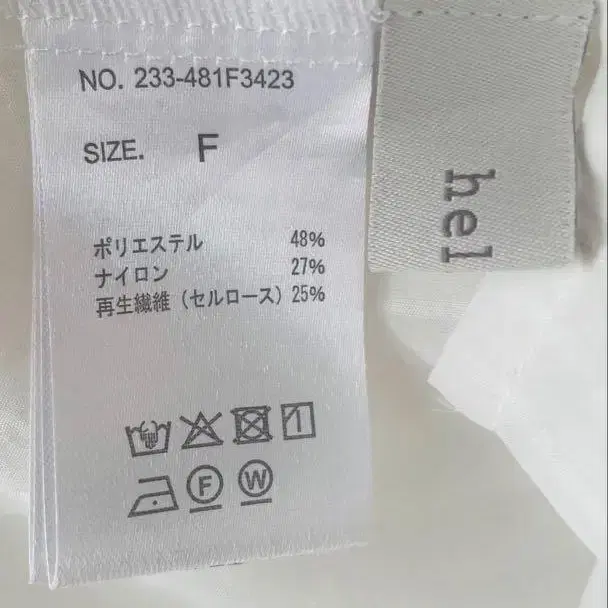 NO. 233-481F3423
SIZE. F
ポリエステル 48%
ナイロン 27%
再生繊維（セルロース）25%
F W
hel